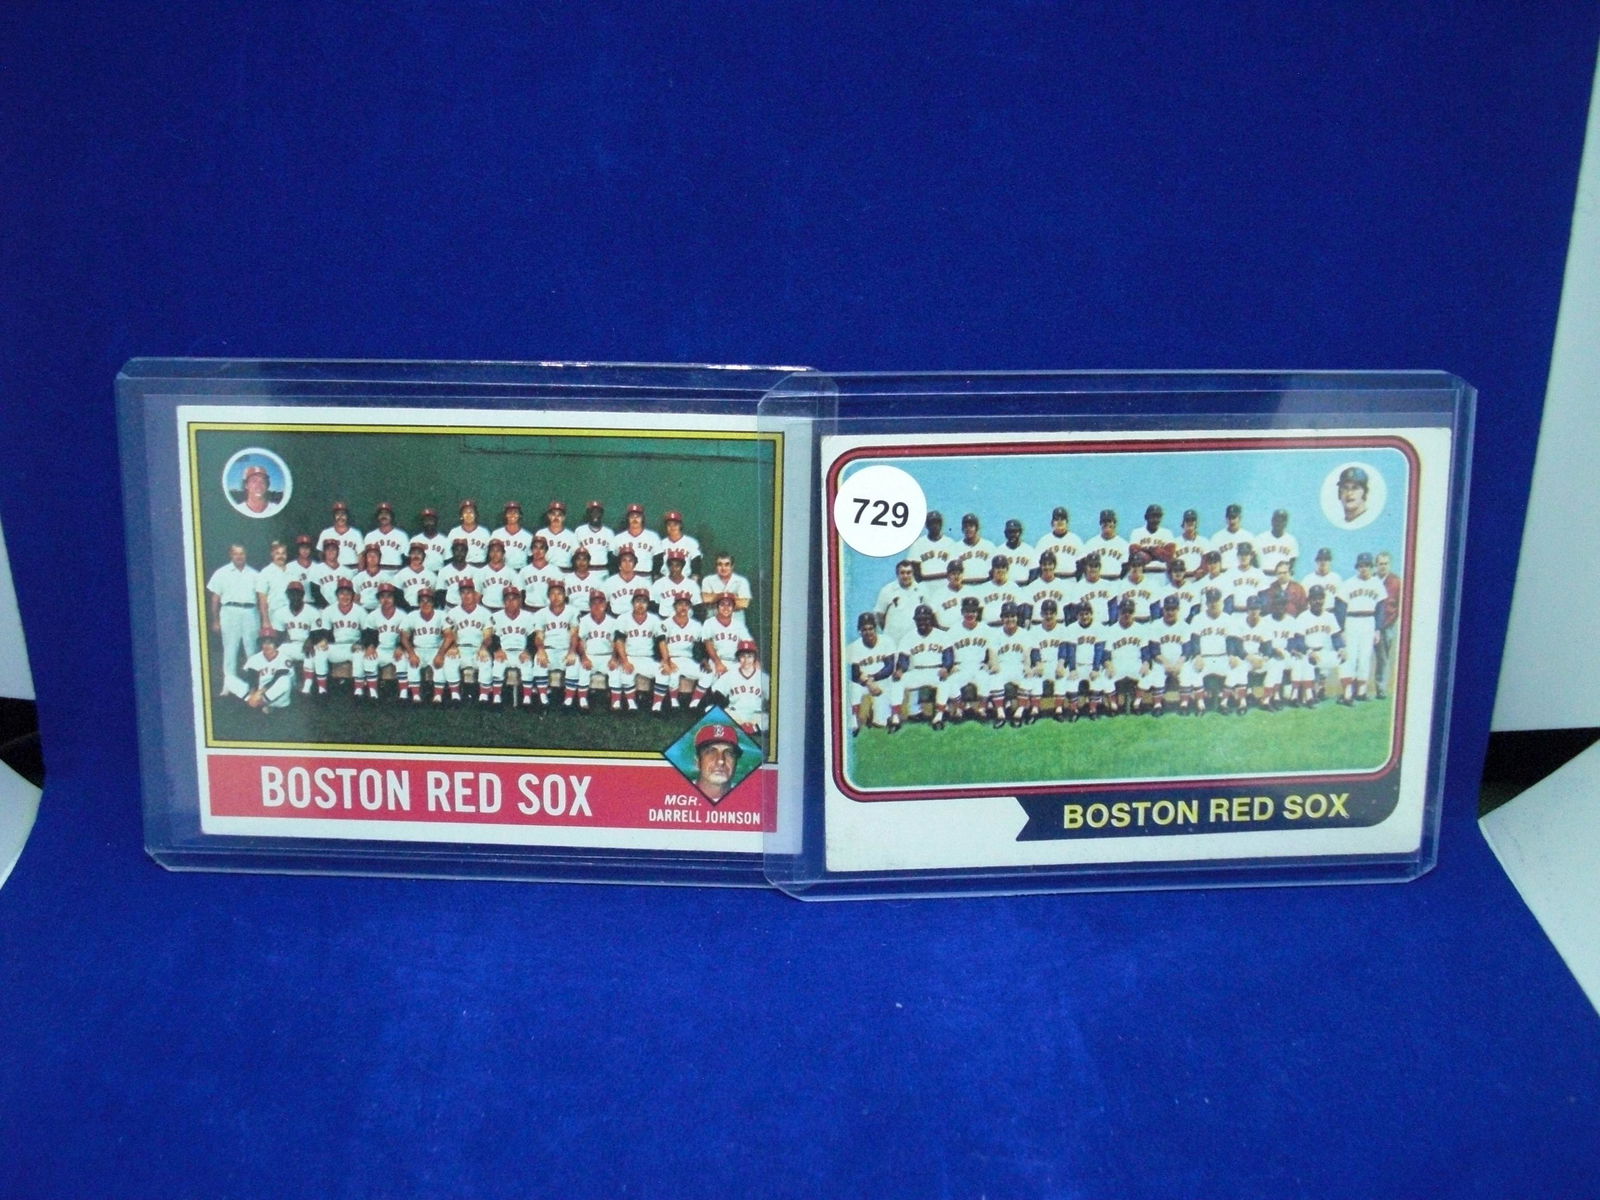 BOSTON RED SOX
MGR.
DARRELL JOHNSON
729
BOSTON RED SOX